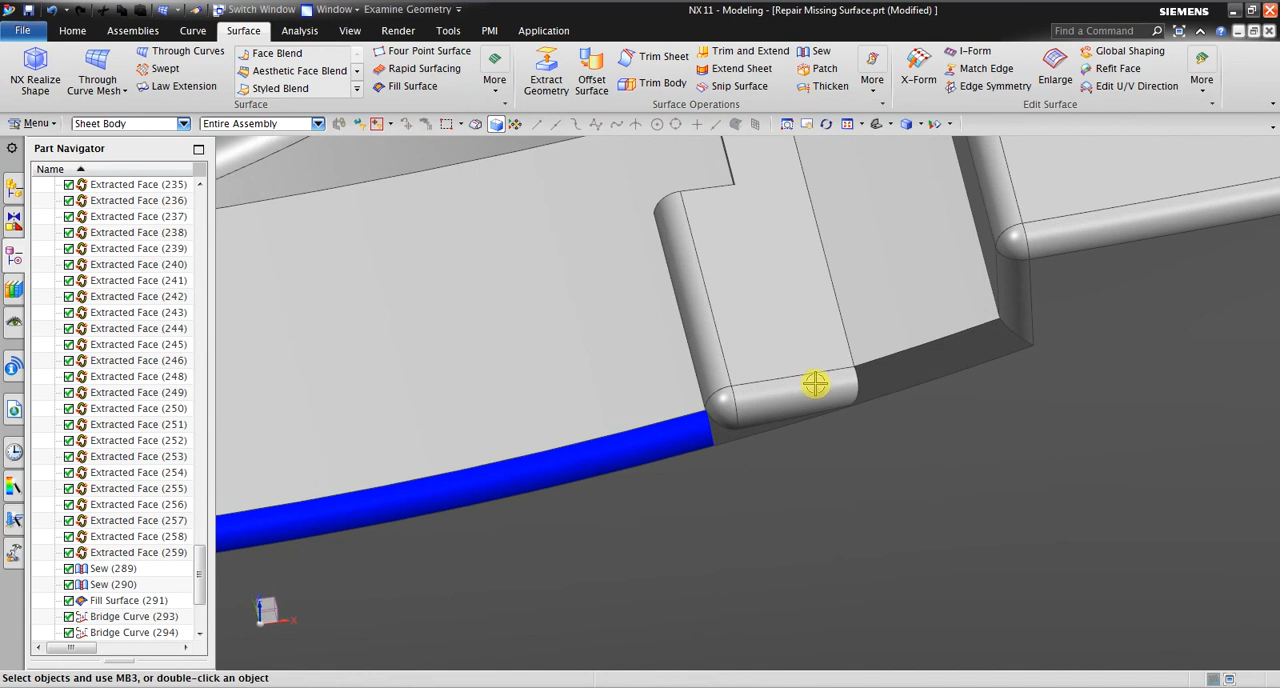 Switch Window Window Examine Geometry NX 11 - Modeling - [Repair Missing Surface.prt (Modified) ] SIEMENS
File Home Assemblies Curve Surface Analysis View Render Tools PMI Application Find a Command
NX Realize Shape Through Curve Mesh Through Curves Swept Law Extension Face Blend Aesthetic Face Blend Styled Blend Four Point Surface Rapid Surfacing Fill Surface More Extract Geometry Offset Surface Trim Sheet Trim Body Trim and Extend Extend Sheet Snip Surface Sew Patch Thicken More X-Form I-Form Match Edge Edge Symmetry Enlarge Global Shaping Refit Face Edit U/V Direction More
Surface Surface Operations Edit Surface
Menu Sheet Body Entire Assembly
Part Navigator
Name
Extracted Face (235)
Extracted Face (236)
Extracted Face (237)
Extracted Face (238)
Extracted Face (239)
Extracted Face (240)
Extracted Face (241)
Extracted Face (242)
Extracted Face (243)
Extracted Face (244)
Extracted Face (245)
Extracted Face (246)
Extracted Face (248)
Extracted Face (249)
Extracted Face (250)
Extracted Face (251)
Extracted Face (252)
Extracted Face (253)
Extracted Face (254)
Extracted Face (255)
Extracted Face (256)
Extracted Face (257)
Extracted Face (258)
Extracted Face (259)
Sew (289)
Sew (290)
Fill Surface (291)
Bridge Curve (293)
Bridge Curve (294)
X
Select objects and use MB3, or double-click an object